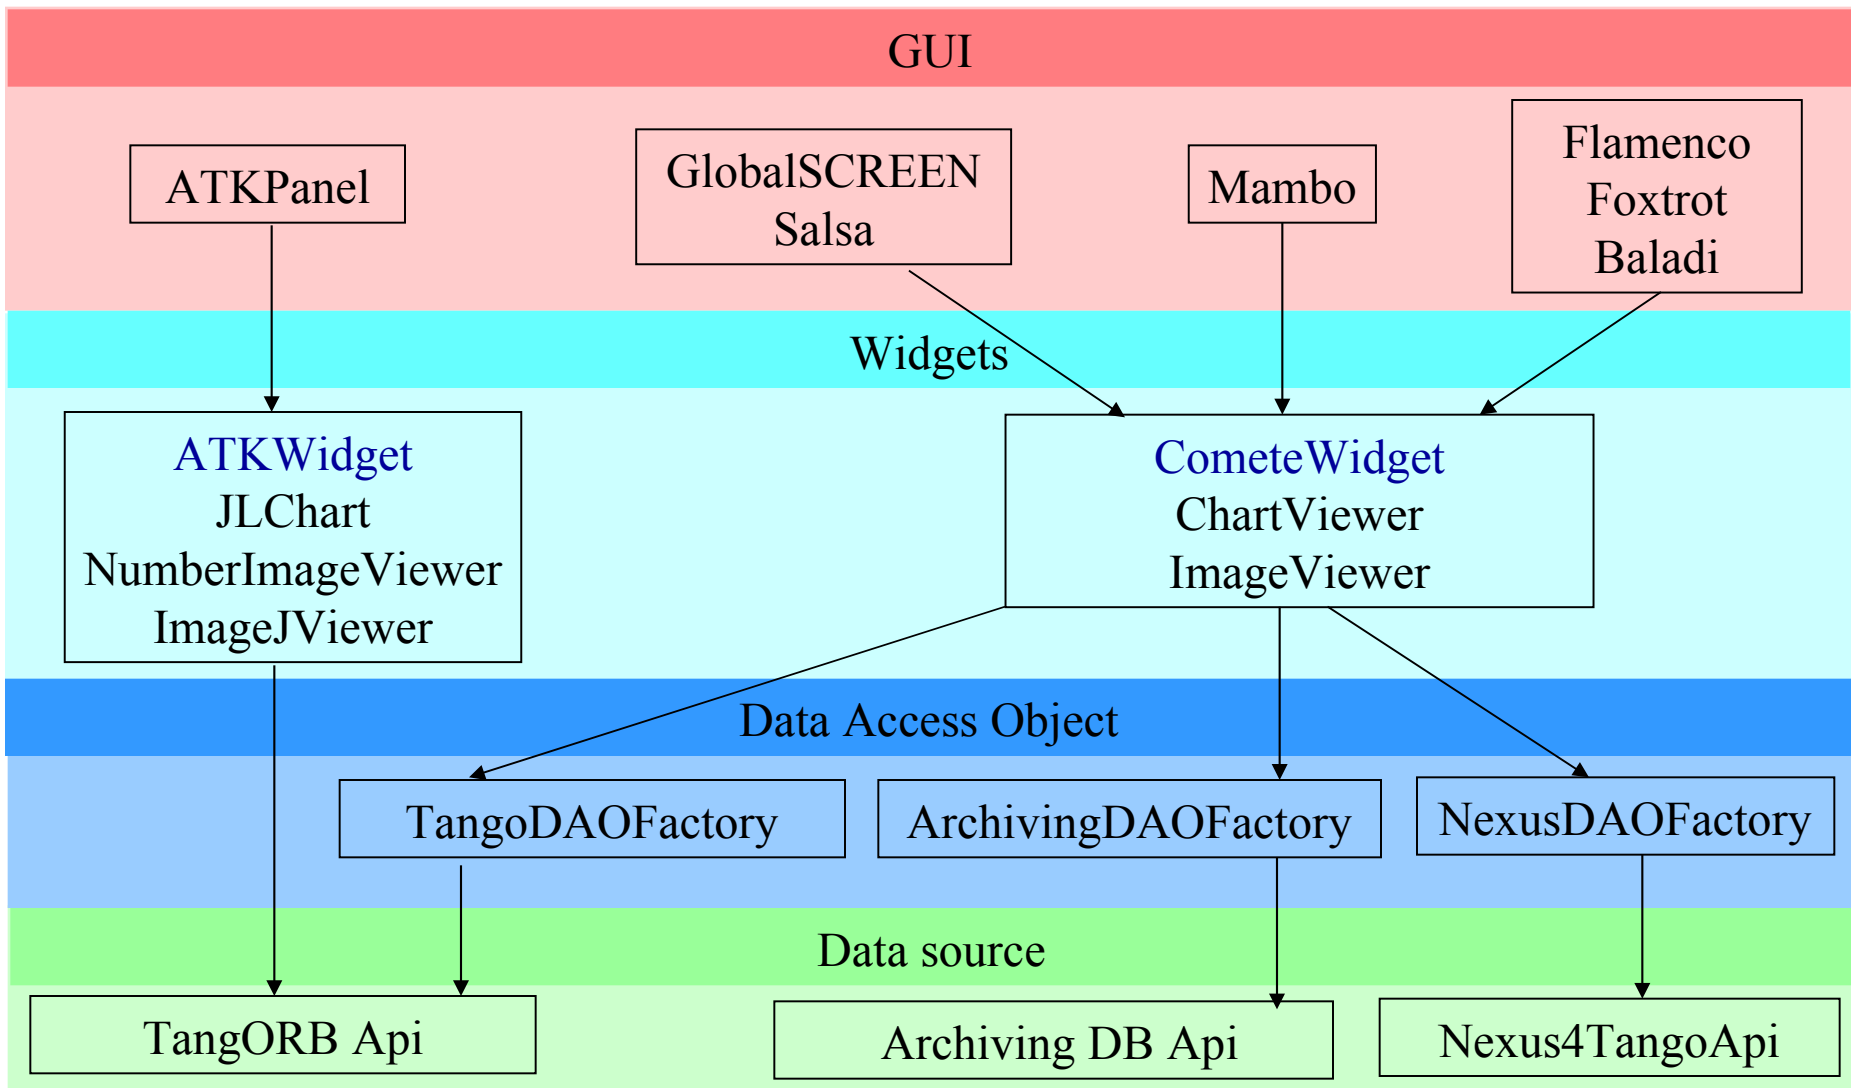 GUI
ATKPanel
GlobalSCREEN
Salsa
Mambo
Flamenco
Foxtrot
Baladi
Widgets
ATKWidget
JLChart
NumberImageViewer
ImageJViewer
CometeWidget
ChartViewer
ImageViewer
Data Access Object
TangoDAOFactory
ArchivingDAOFactory
NexusDAOFactory
Data source
TangORB Api
Archiving DB Api
Nexus4TangoApi